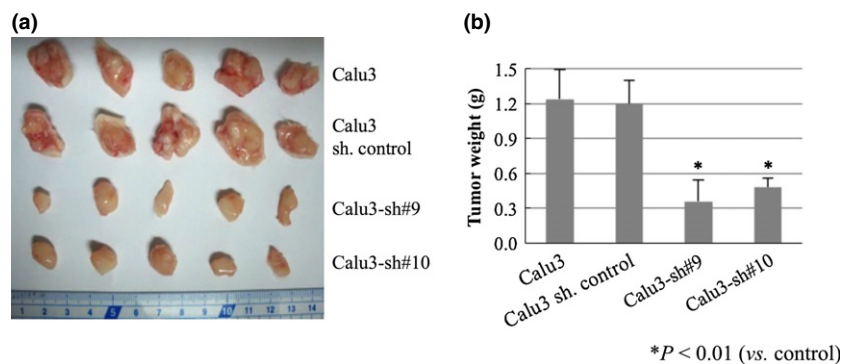 (a)
Calu3
Calu3
sh. control
Calu3-sh#9
Calu3-sh#10
1 2 3 4 5 6 7 8 9 10 11 12 13 14
(b)
Tumor weight (g)
1.5
1.2
0.9
0.6
0.3
0.0
* *
Calu3
Calu3 sh. control
Calu3-sh#9
Calu3-sh#10
*P < 0.01 (vs. control)